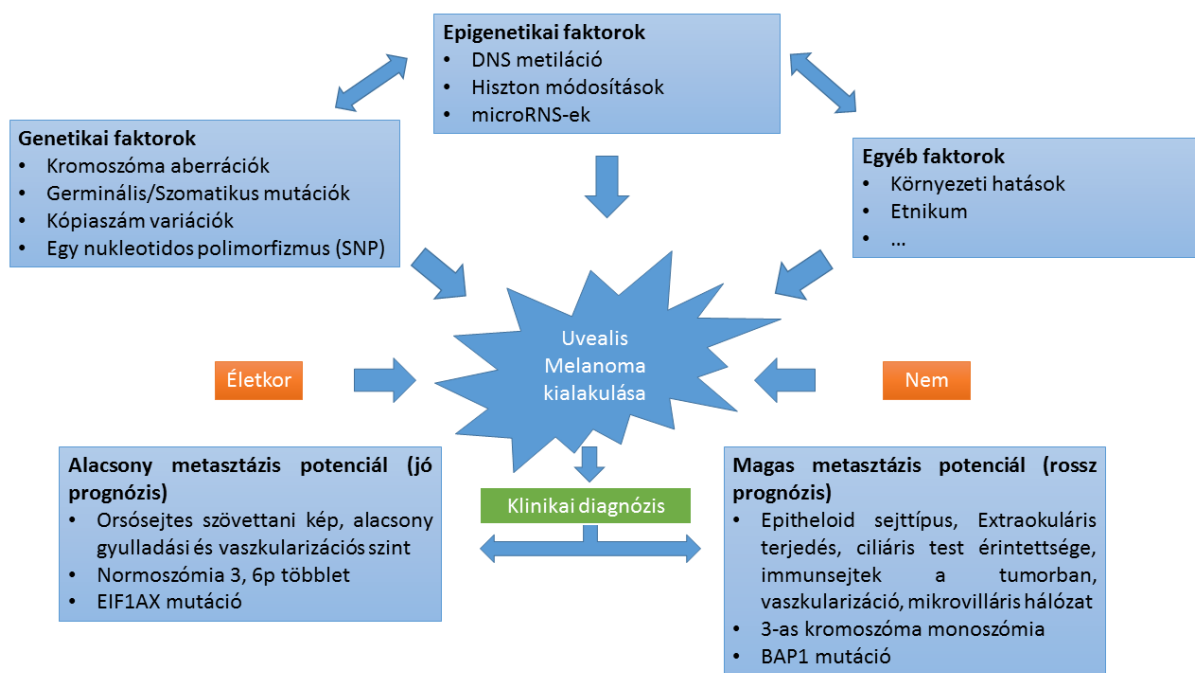 Epigenetikai faktorok
• DNS metiláció
• Hiszton módosítások
• microRNS-ek
Genetikai faktorok
• Kromoszóma aberrációk
• Germinális/Szomatikus mutációk
• Kópiaszám variációk
• Egy nukleotidos polimorfizmus (SNP)
Egyéb faktorok
• Környezeti hatások
• Etnikum
• ...
Uvealis
Melanoma
kialakulása
Életkor
Nem
Alacsony metasztázis potenciál (jó
prognózis)
• Orsósejtes szövettani kép, alacsony
gyulladási és vaszkularizációs szint
• Normoszómia 3, 6p többlet
• EIF1AX mutáció
Klinikai diagnózis
Magas metasztázis potenciál (rossz
prognózis)
• Epitheloid sejttípus, Extraokuláris
terjedés, ciliáris test érintettsége,
immunsejtek a tumorban,
vaszkularizáció, mikrovilláris hálózat
• 3-as kromoszóma monoszómia
• BAP1 mutáció